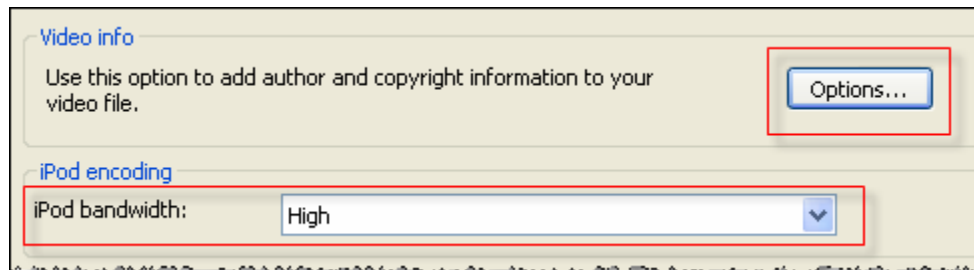 Video info
Use this option to add author and copyright information to your
video file.
Options...
iPod encoding
iPod bandwidth:
High